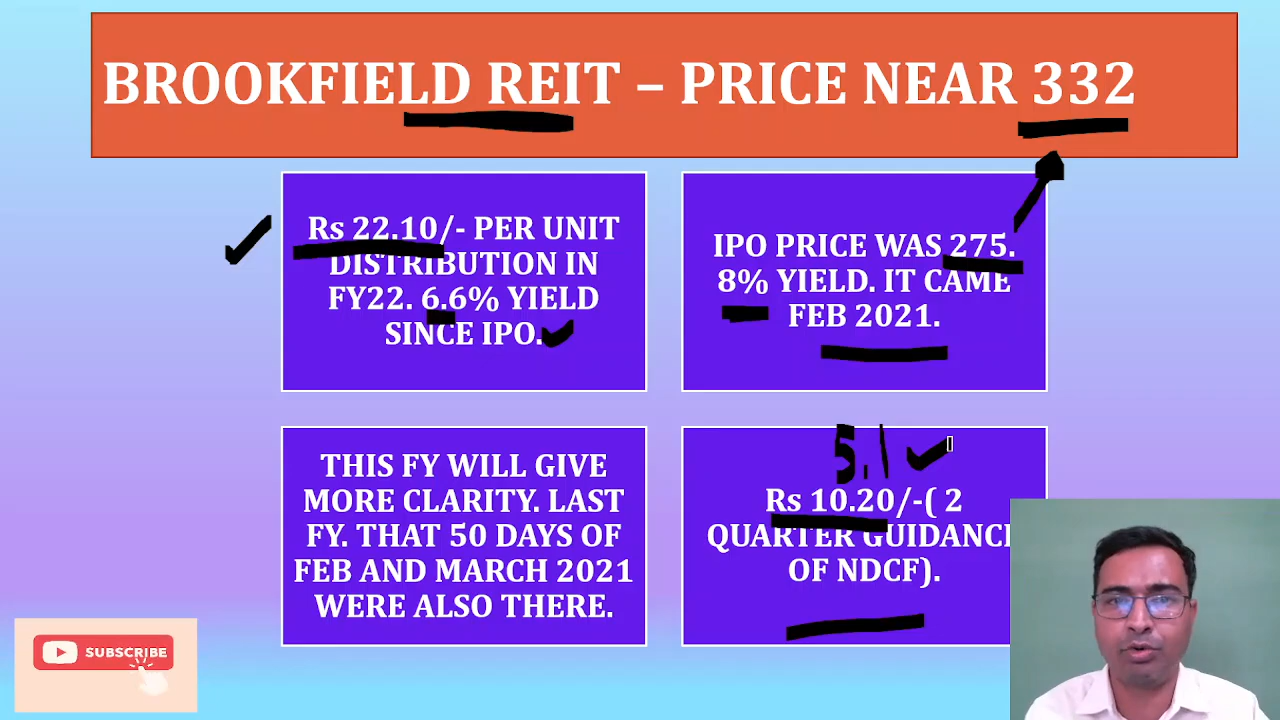 BROOKFIELD REIT – PRICE NEAR 332
Rs 22.10/- PER UNIT
DISTRIBUTION IN
FY22. 6.6% YIELD
SINCE IPO.
IPO PRICE WAS 275.
8% YIELD. IT CAME
FEB 2021.
THIS FY WILL GIVE
MORE CLARITY. LAST
FY. THAT 50 DAYS OF
FEB AND MARCH 2021
WERE ALSO THERE.
5.1
Rs 10.20/-( 2
QUARTER GUIDANCE
OF NDCF).
SUBSCRIBE